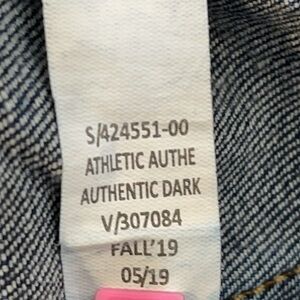 S/424551-00
ATHLETIC AUTHE
AUTHENTIC DARK
V/307084
FALL'19
05/19